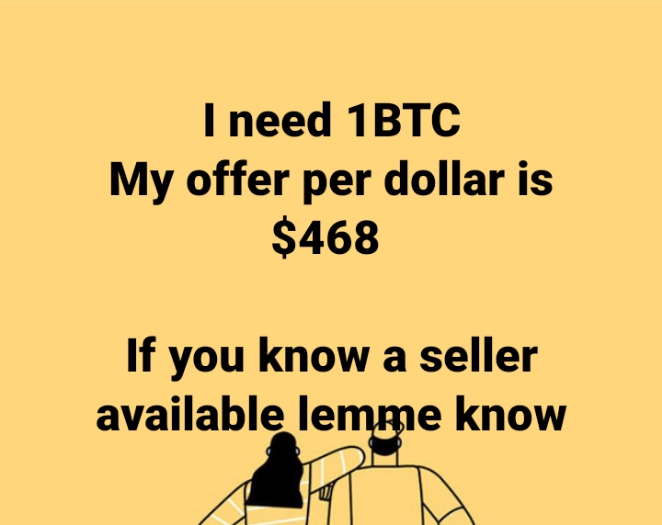 I need 1BTC
My offer per dollar is
$468
If you know a seller
available lemme know